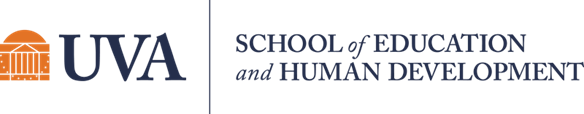 UVA
SCHOOL of EDUCATION
and HUMAN DEVELOPMENT